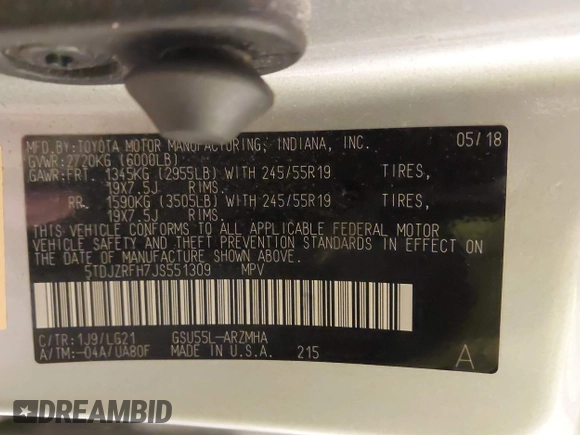 MFD.BY:TOYOTA MOTOR MANUFACTURING, INDIANA, INC. 05/18
GVWR:2720KG (6000LB)
GAWR:FRT. 1345KG (2955LB) WITH 245/55R19 TIRES,
19X7.5J RIMS.
RR. 1590KG (3505LB) WITH 245/55R19 TIRES,
19X7.5J RIMS.
THIS VEHICLE CONFORMS TO ALL APPLICABLE FEDERAL MOTOR
VEHICLE SAFETY AND THEFT PREVENTION STANDARDS IN EFFECT ON
THE DATE OF MANUFACTURE SHOWN ABOVE.
5TDJZRFH7JS551309 MPV
C/TR:1J9/LG21 GSU55L-ARZMHA
A/TM:-04A/UA80F MADE IN U.S.A. 215 A
DREAMBID